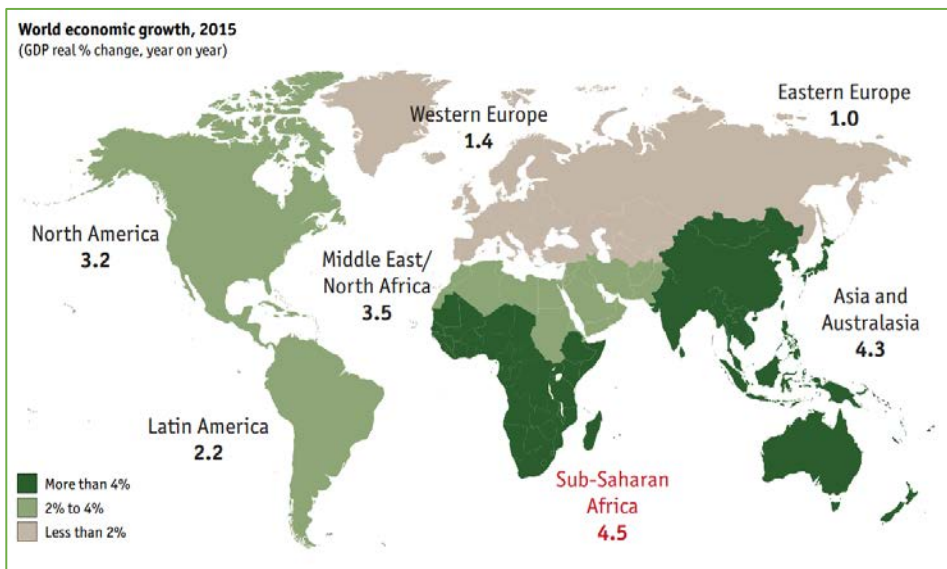 World economic growth, 2015
(GDP real % change, year on year)
Western Europe
1.4
Eastern Europe
1.0
North America
3.2
Middle East/
North Africa
3.5
Asia and
Australasia
4.3
Latin America
2.2
Sub-Saharan
Africa
4.5
More than 4%
2% to 4%
Less than 2%